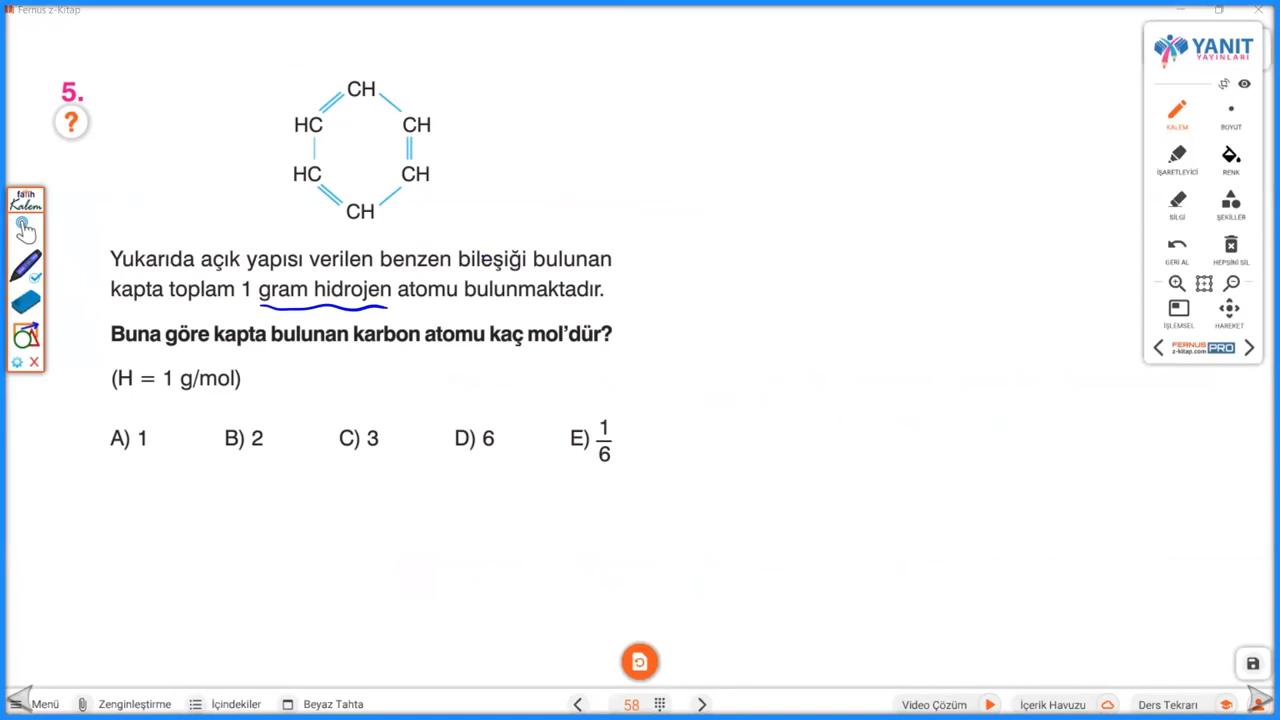 Fernus z-Kitap
5.
?
CH
HC CH
HC CH
CH
Yukarıda açık yapısı verilen benzen bileşiği bulunan
kapta toplam 1 gram hidrojen atomu bulunmaktadır.
Buna göre kapta bulunan karbon atomu kaç mol’dür?
(H = 1 g/mol)
A) 1 B) 2 C) 3 D) 6 E) 1/6
fatih
Kalem
YANIT
YAYINLARI
KALEM BOYUT
İŞARETLEYİCİ RENK
SİLGİ ŞEKİLLER
GERİ AL HEPSİNİ SİL
İŞLEMSEL HAREKET
FERNUS
z-kitap.com PRO
Menü Zenginleştirme İçindekiler Beyaz Tahta 58 Video Çözüm İçerik Havuzu Ders Tekrarı